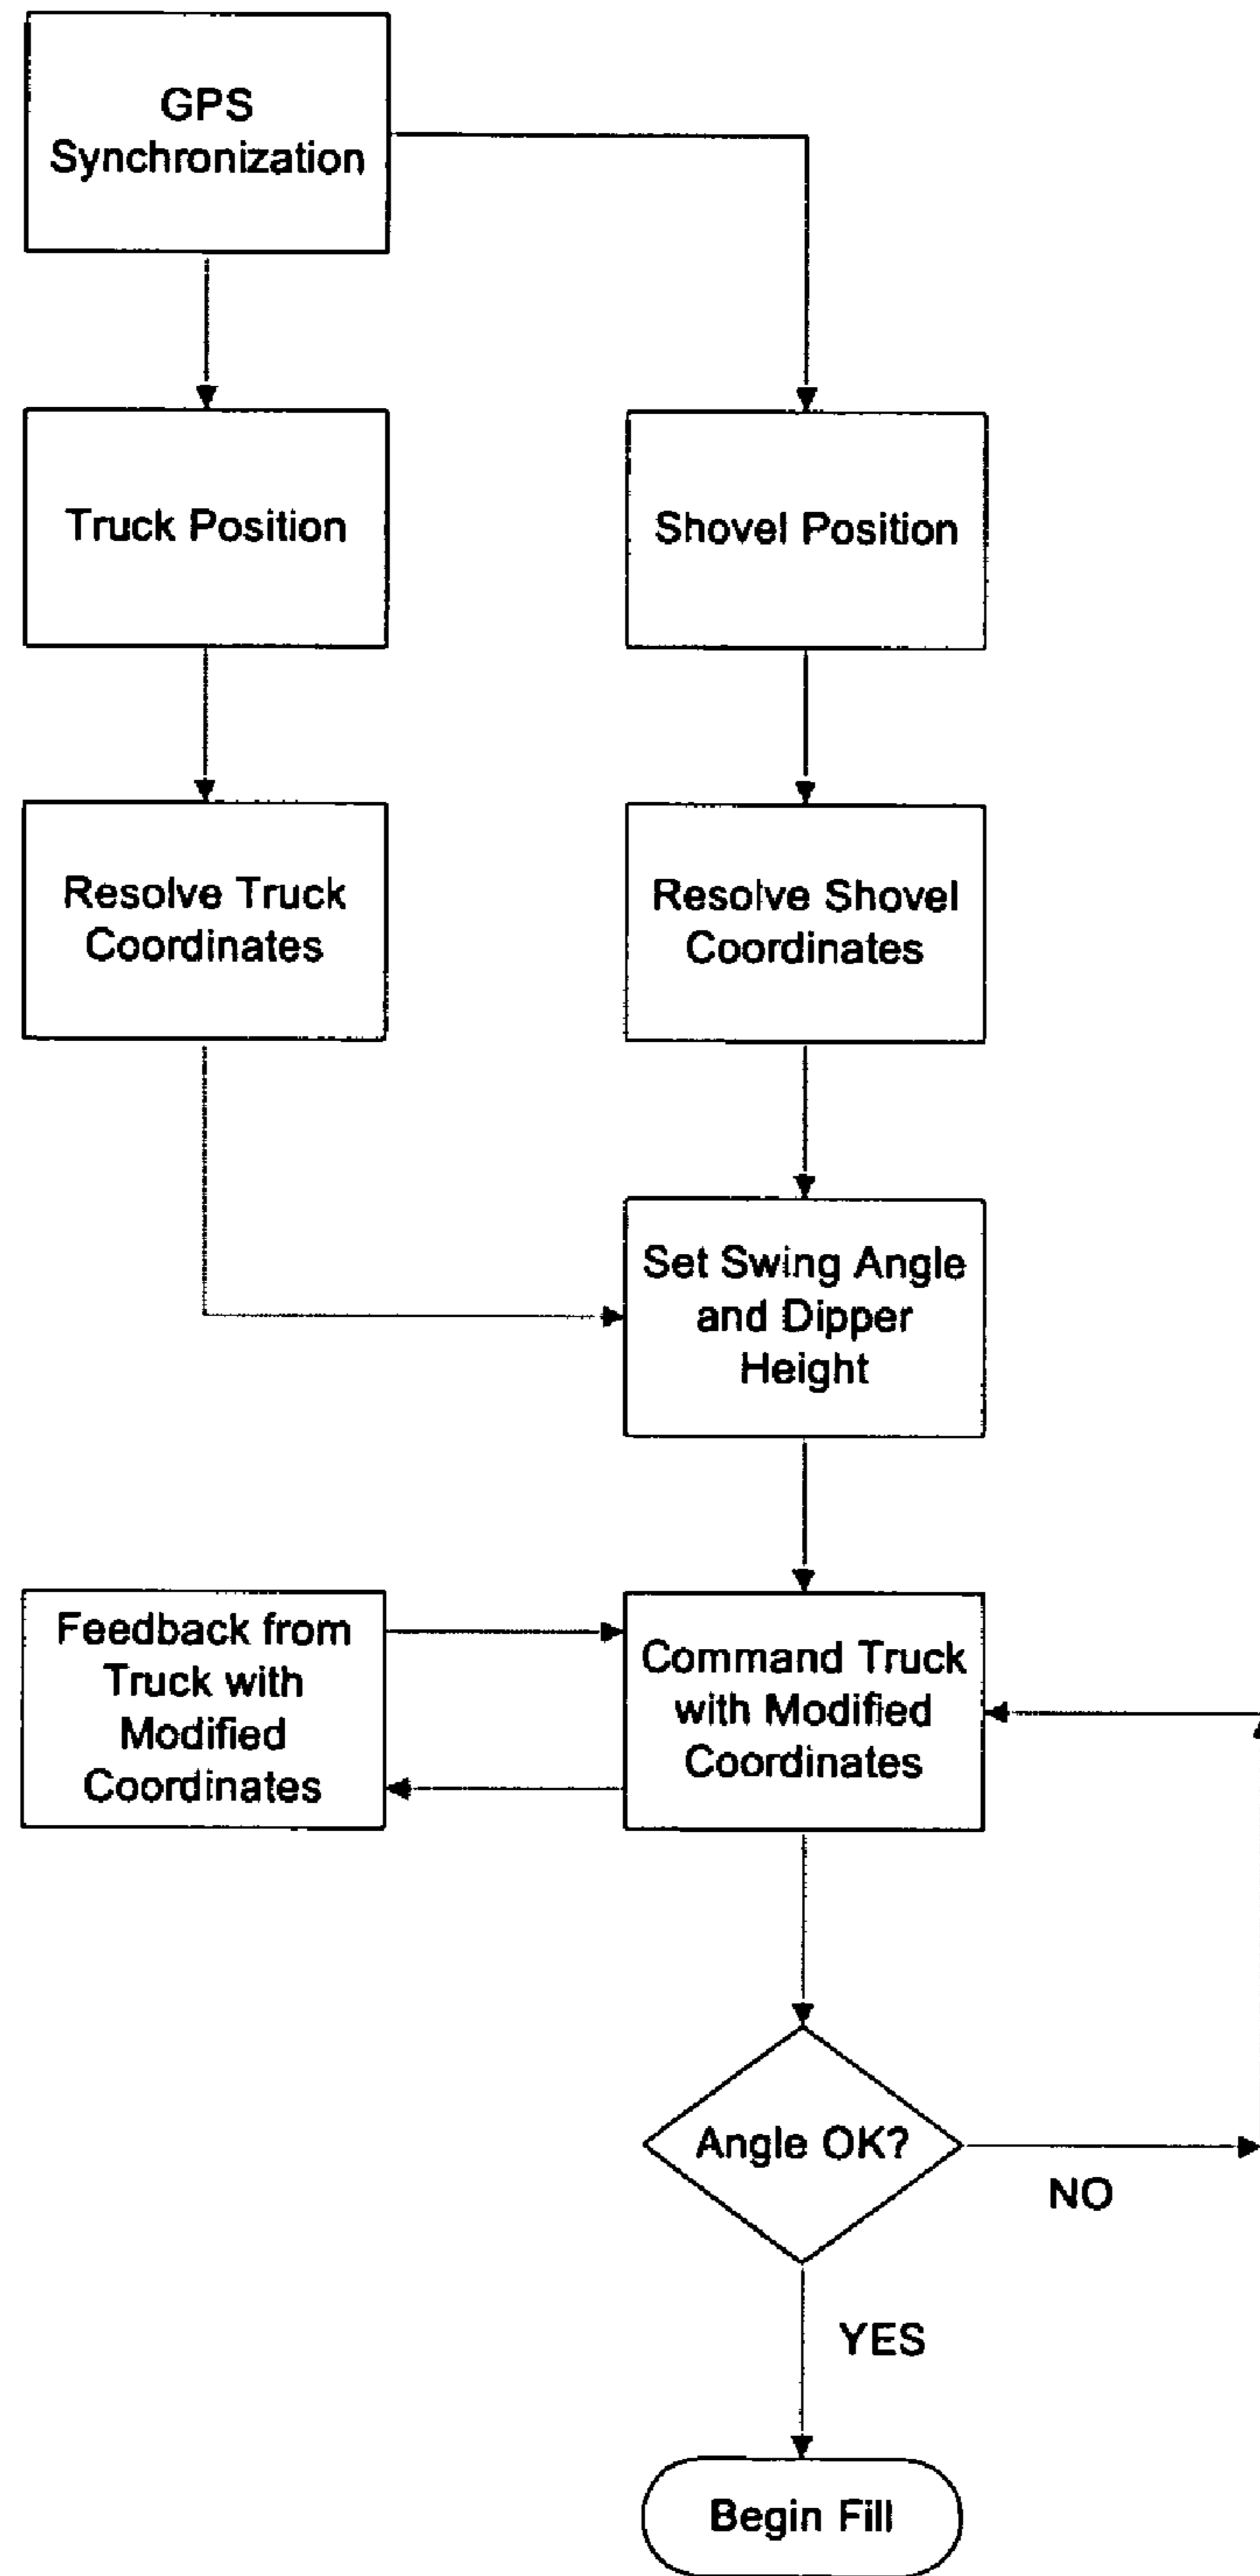 GPS
Synchronization
Truck Position
Shovel Position
Resolve Truck
Coordinates
Resolve Shovel
Coordinates
Set Swing Angle
and Dipper
Height
Feedback from
Truck with
Modified
Coordinates
Command Truck
with Modified
Coordinates
Angle OK?
NO
YES
Begin Fill